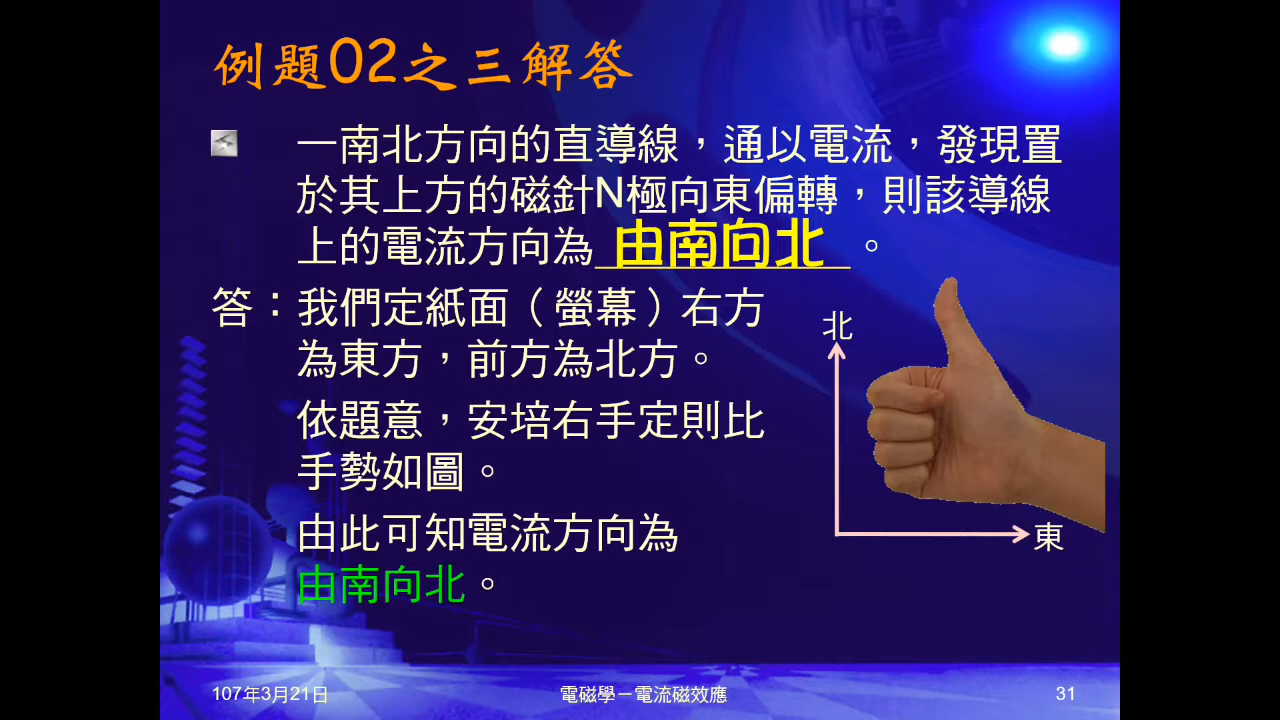 例題02之三解答
一南北方向的直導線，通以電流，發現置
於其上方的磁針N極向東偏轉，則該導線
上的電流方向為 由南向北 。
答：我們定紙面（螢幕）右方
為東方，前方為北方。
依題意，安培右手定則比
手勢如圖。
由此可知電流方向為
由南向北。
北
東
107年3月21日
電磁學－電流磁效應
31